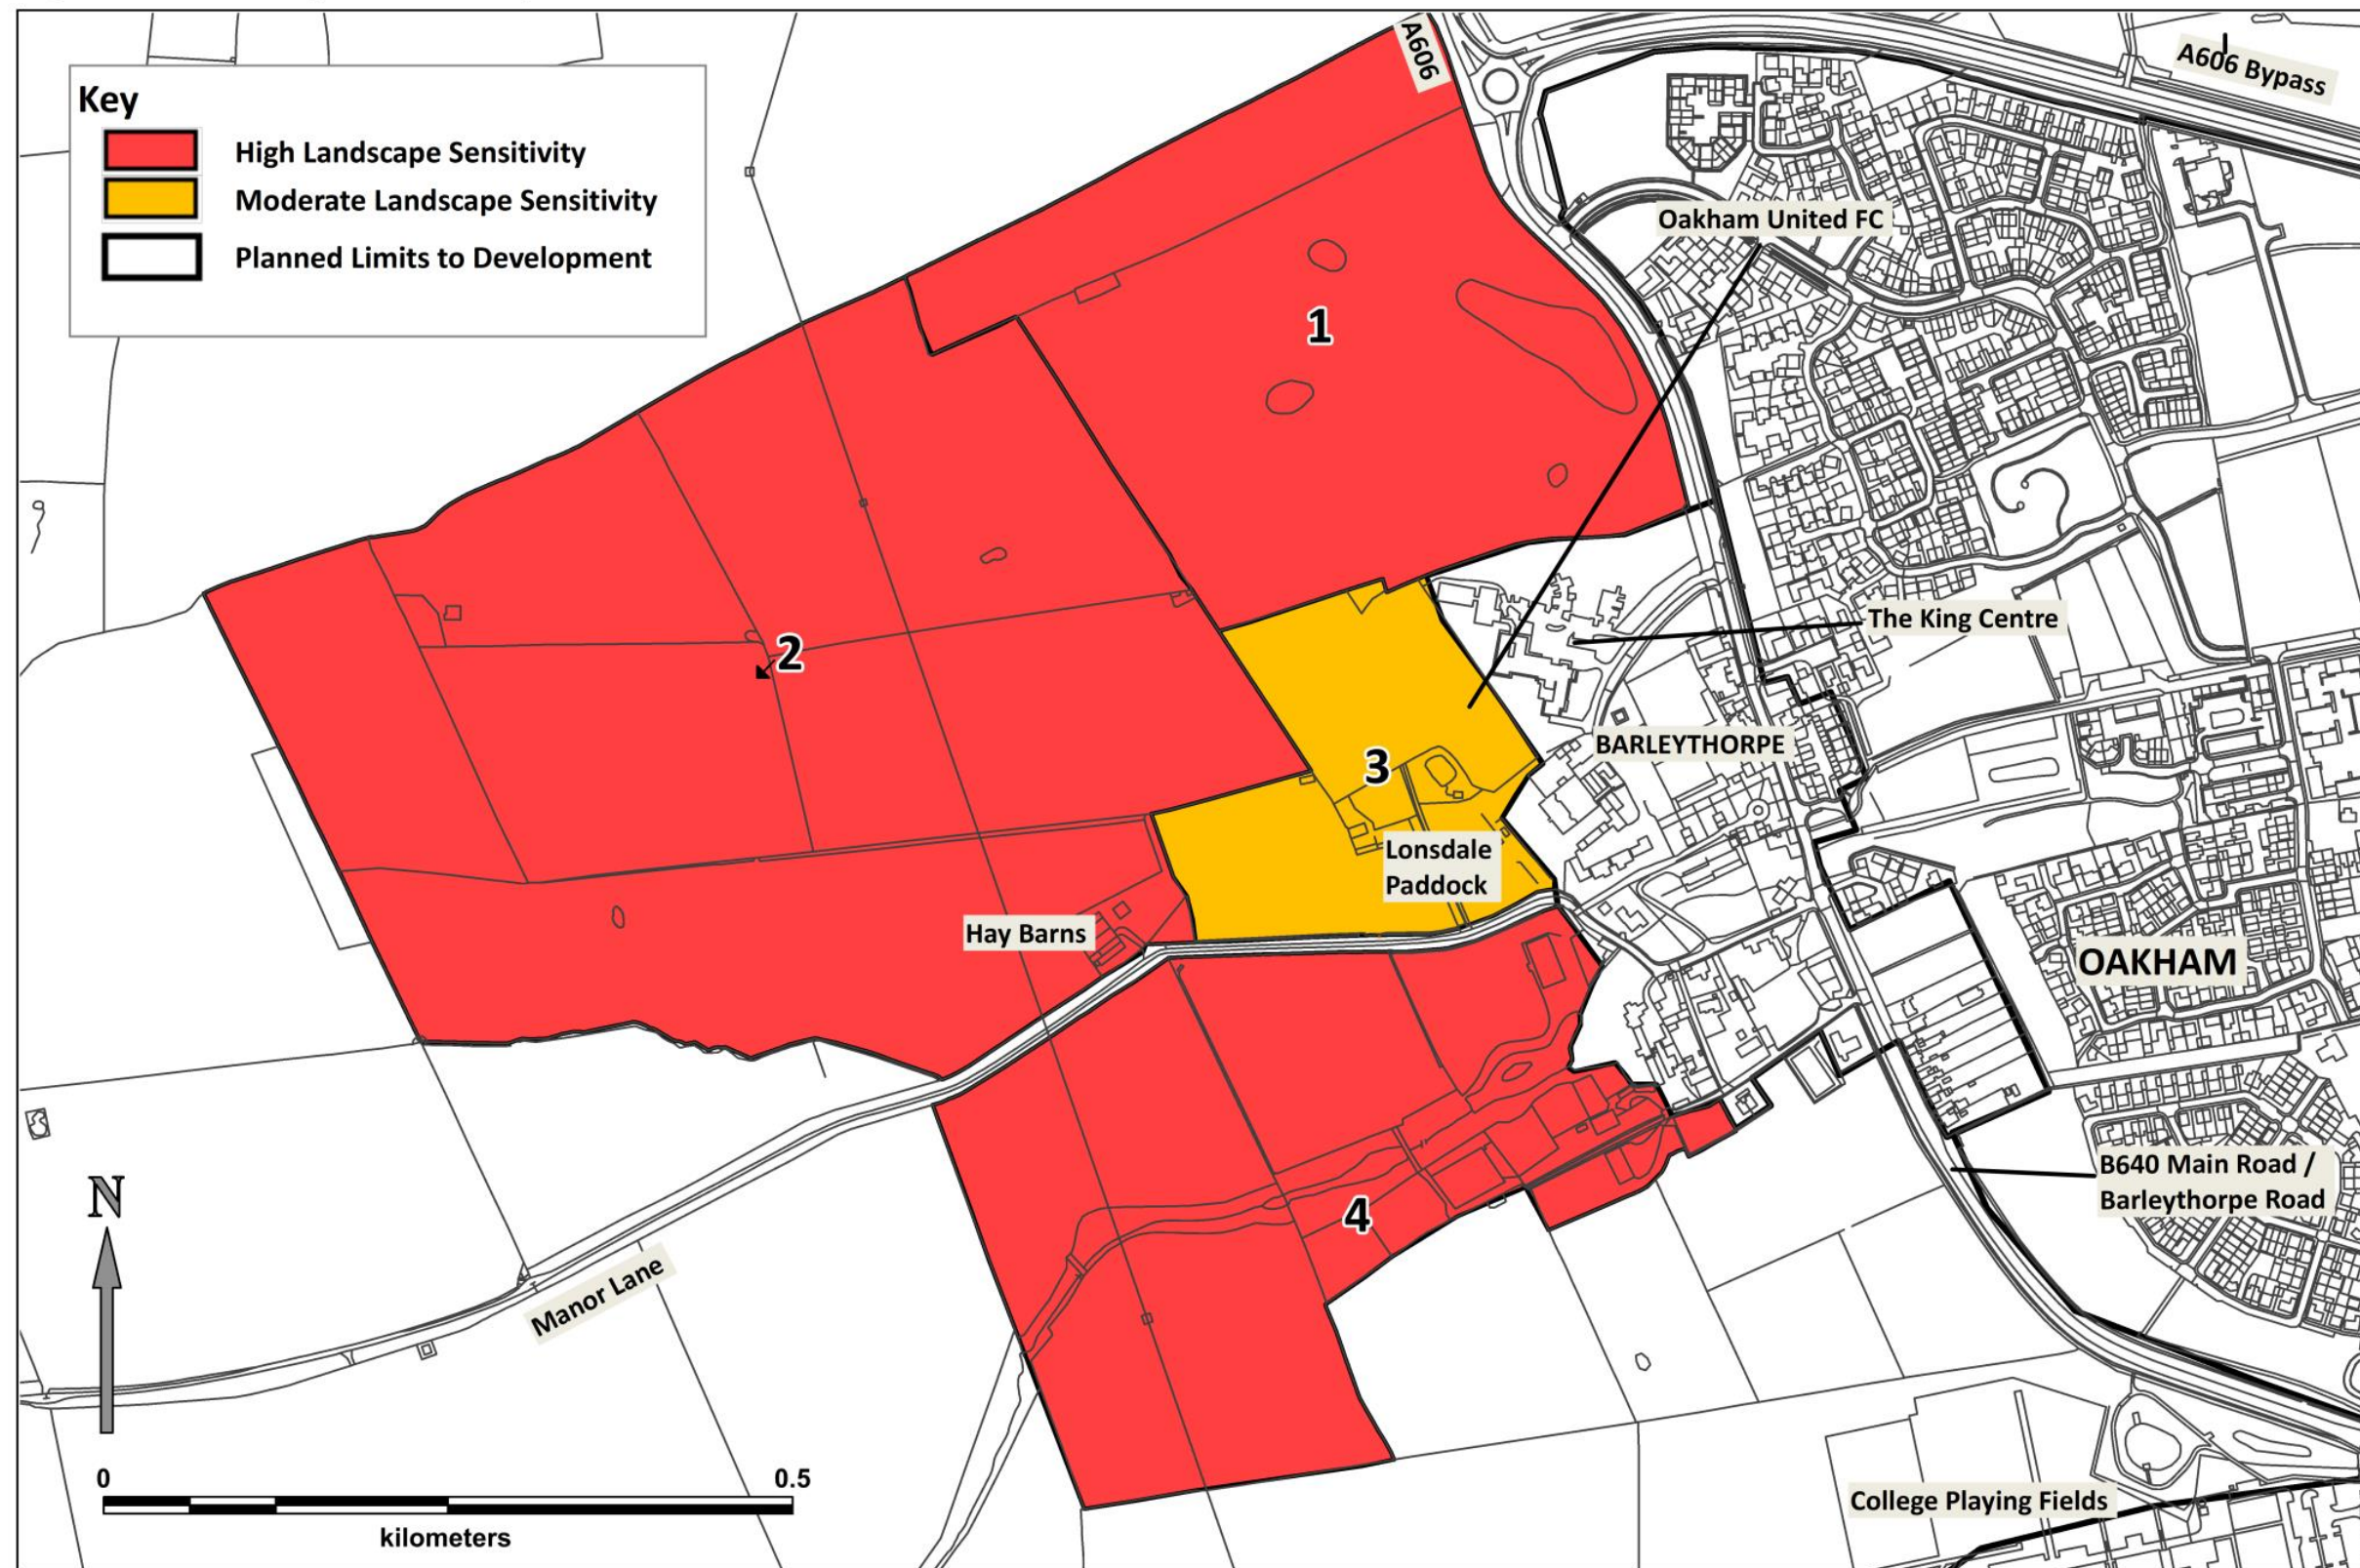 Key
High Landscape Sensitivity
Moderate Landscape Sensitivity
Planned Limits to Development
A606
A606 Bypass
Oakham United FC
1
The King Centre
2
BARLEYTHORPE
3
Lonsdale
Paddock
Hay Barns
OAKHAM
B640 Main Road /
Barleythorpe Road
4
N
Manor Lane
0
0.5
kilometers
College Playing Fields